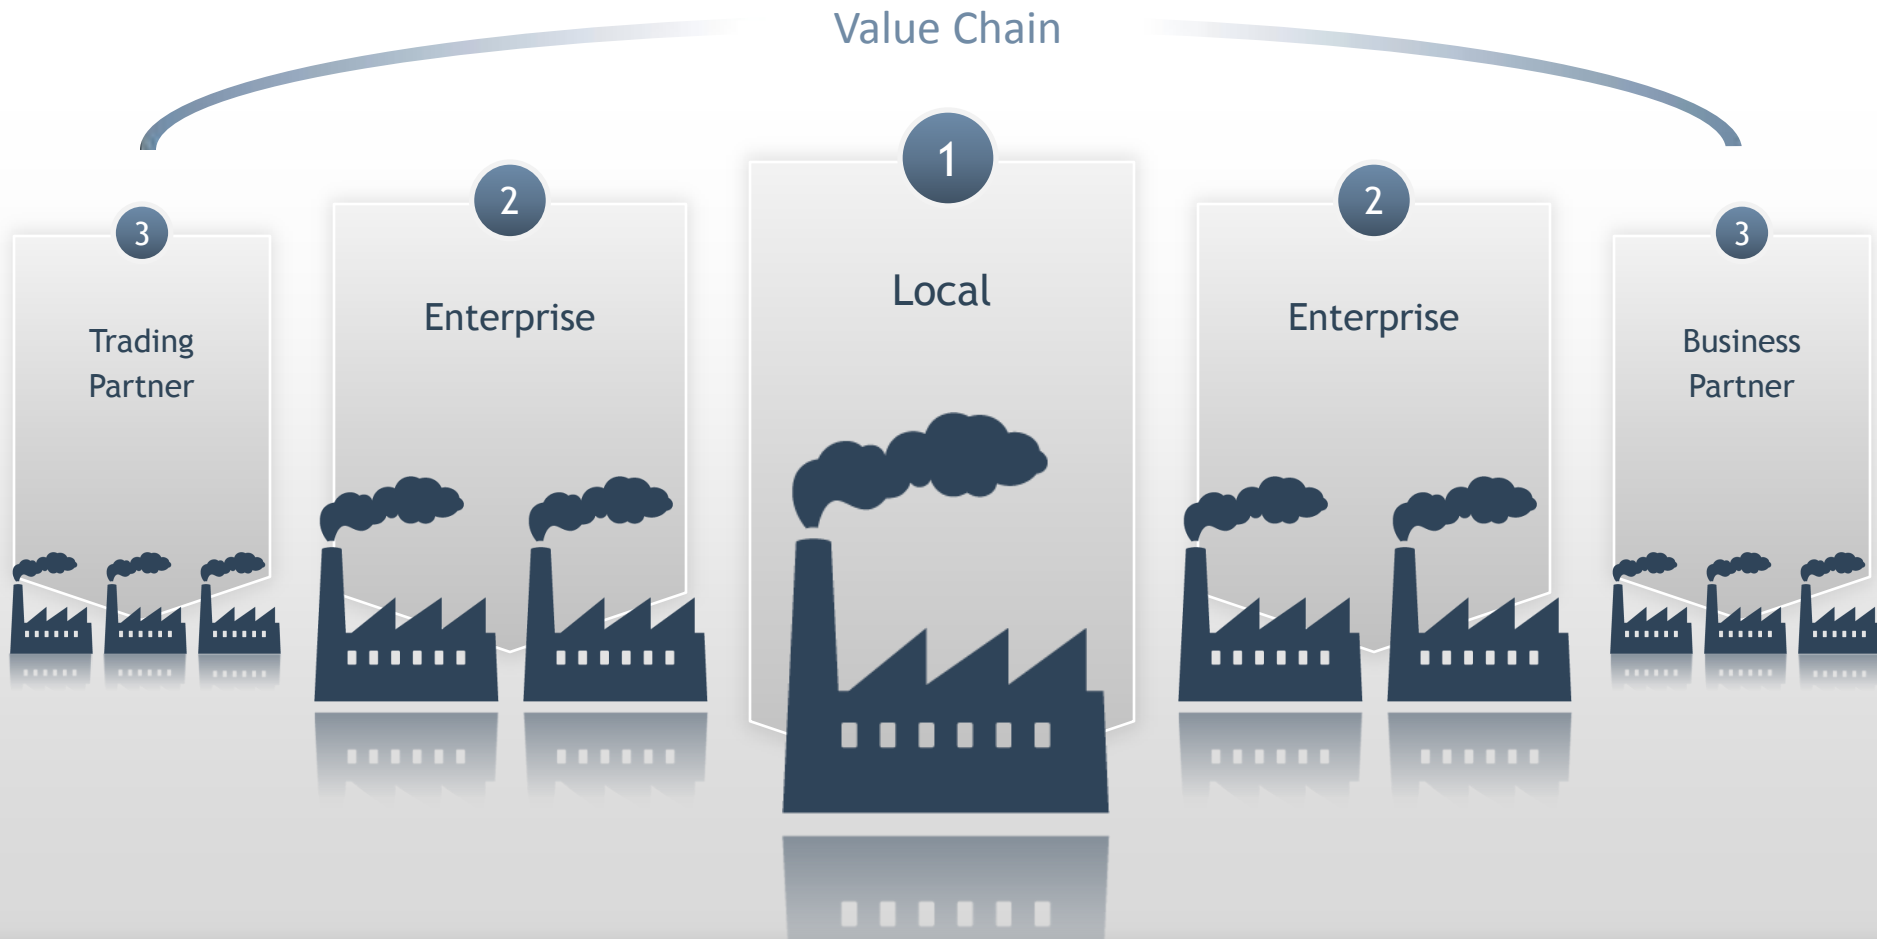 Value Chain
3
Trading
Partner
2
Enterprise
1
Local
2
Enterprise
3
Business
Partner